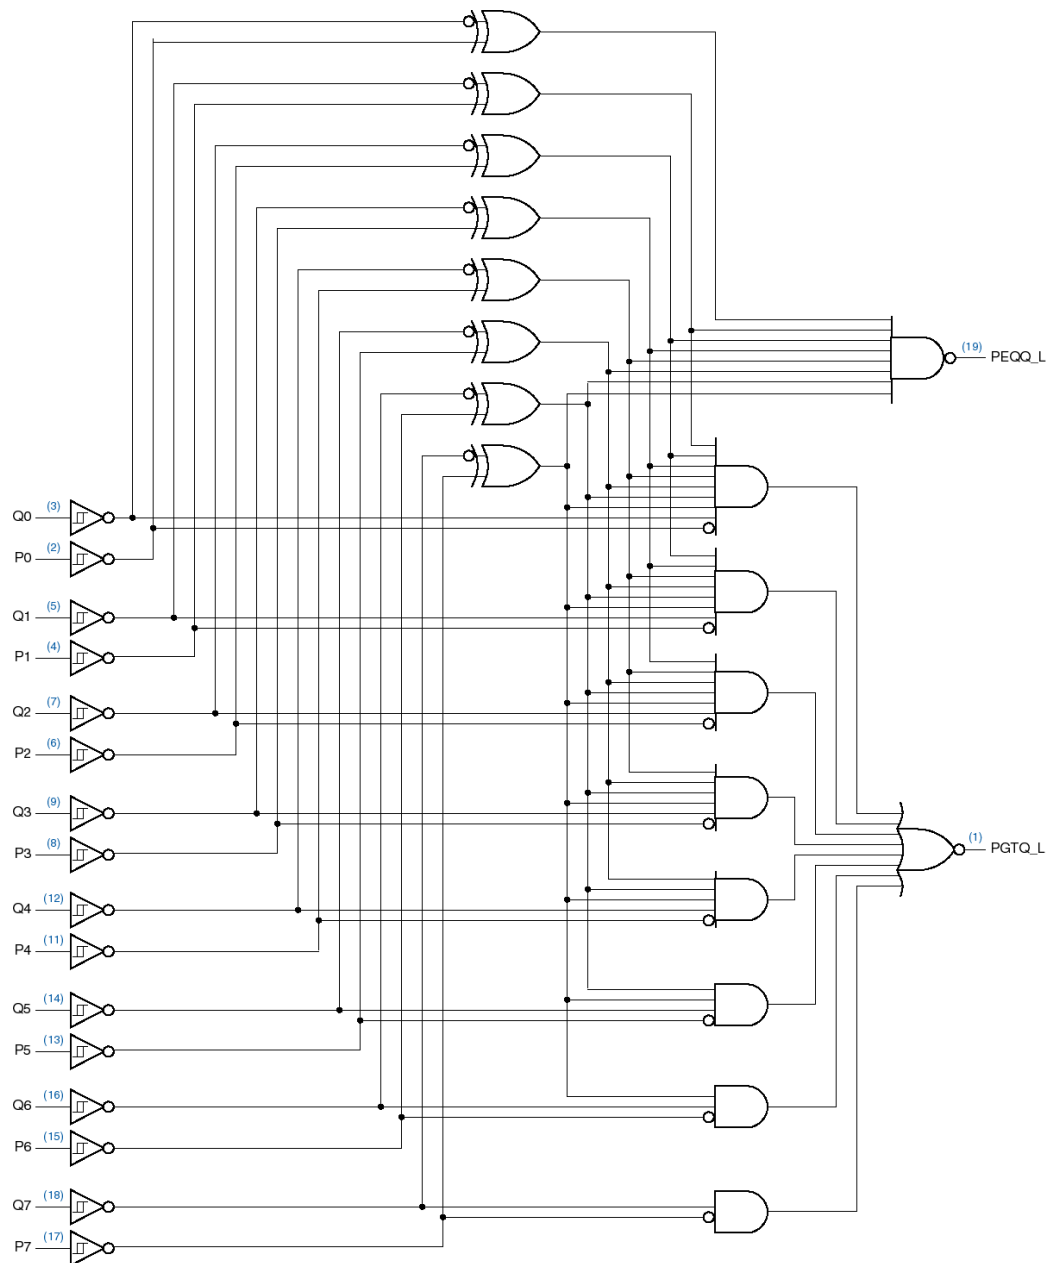 (19) PEQQ_L
Q0 (3)
P0 (2)
Q1 (5)
P1 (4)
Q2 (7)
P2 (6)
Q3 (9)
P3 (8)
(1) PGTQ_L
Q4 (12)
P4 (11)
Q5 (14)
P5 (13)
Q6 (16)
P6 (15)
Q7 (18)
P7 (17)